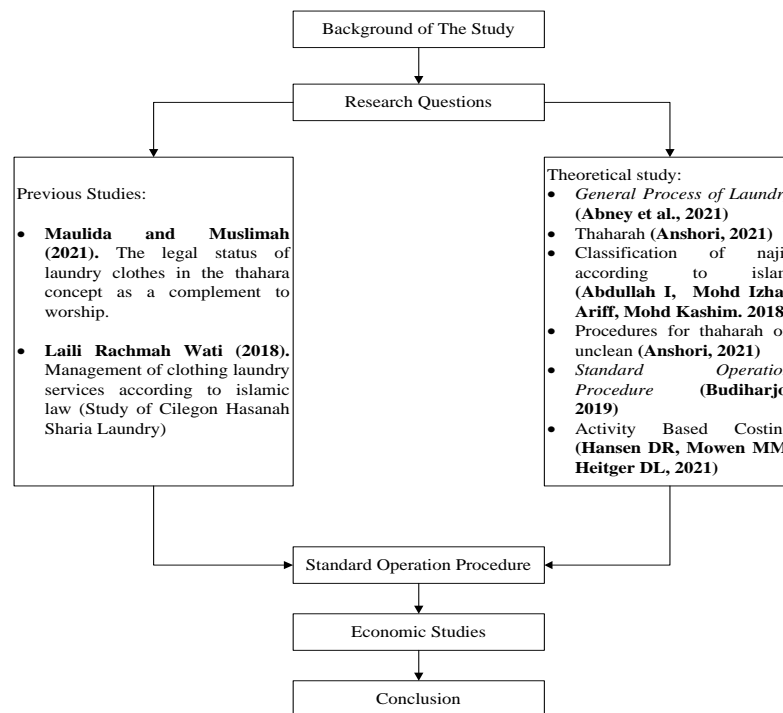 Background of The Study
Research Questions
Previous Studies:
• Maulida and Muslimah
(2021). The legal status of
laundry clothes in the thahara
concept as a complement to
worship.
• Laili Rachmah Wati (2018).
Management of clothing laundry
services according to islamic
law (Study of Cilegon Hasanah
Sharia Laundry)
Theoretical study:
• General Process of Laundr
(Abney et al., 2021)
• Thaharah (Anshori, 2021)
• Classification of naji
according to islam
(Abdullah I, Mohd Izha
Ariff, Mohd Kashim. 2018
• Procedures for thaharah o
unclean (Anshori, 2021)
• Standard Operation
Procedure (Budiharjo
2019)
• Activity Based Costin
(Hansen DR, Mowen MM
Heitger DL, 2021)
Standard Operation Procedure
Economic Studies
Conclusion